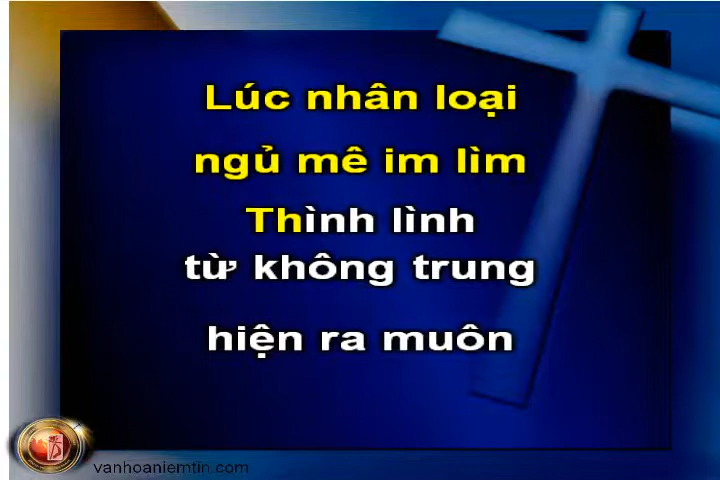 Lúc nhân loại
ngủ mê im lìm
Thình lình
từ không trung
hiện ra muôn
vanhoaniemtin.com